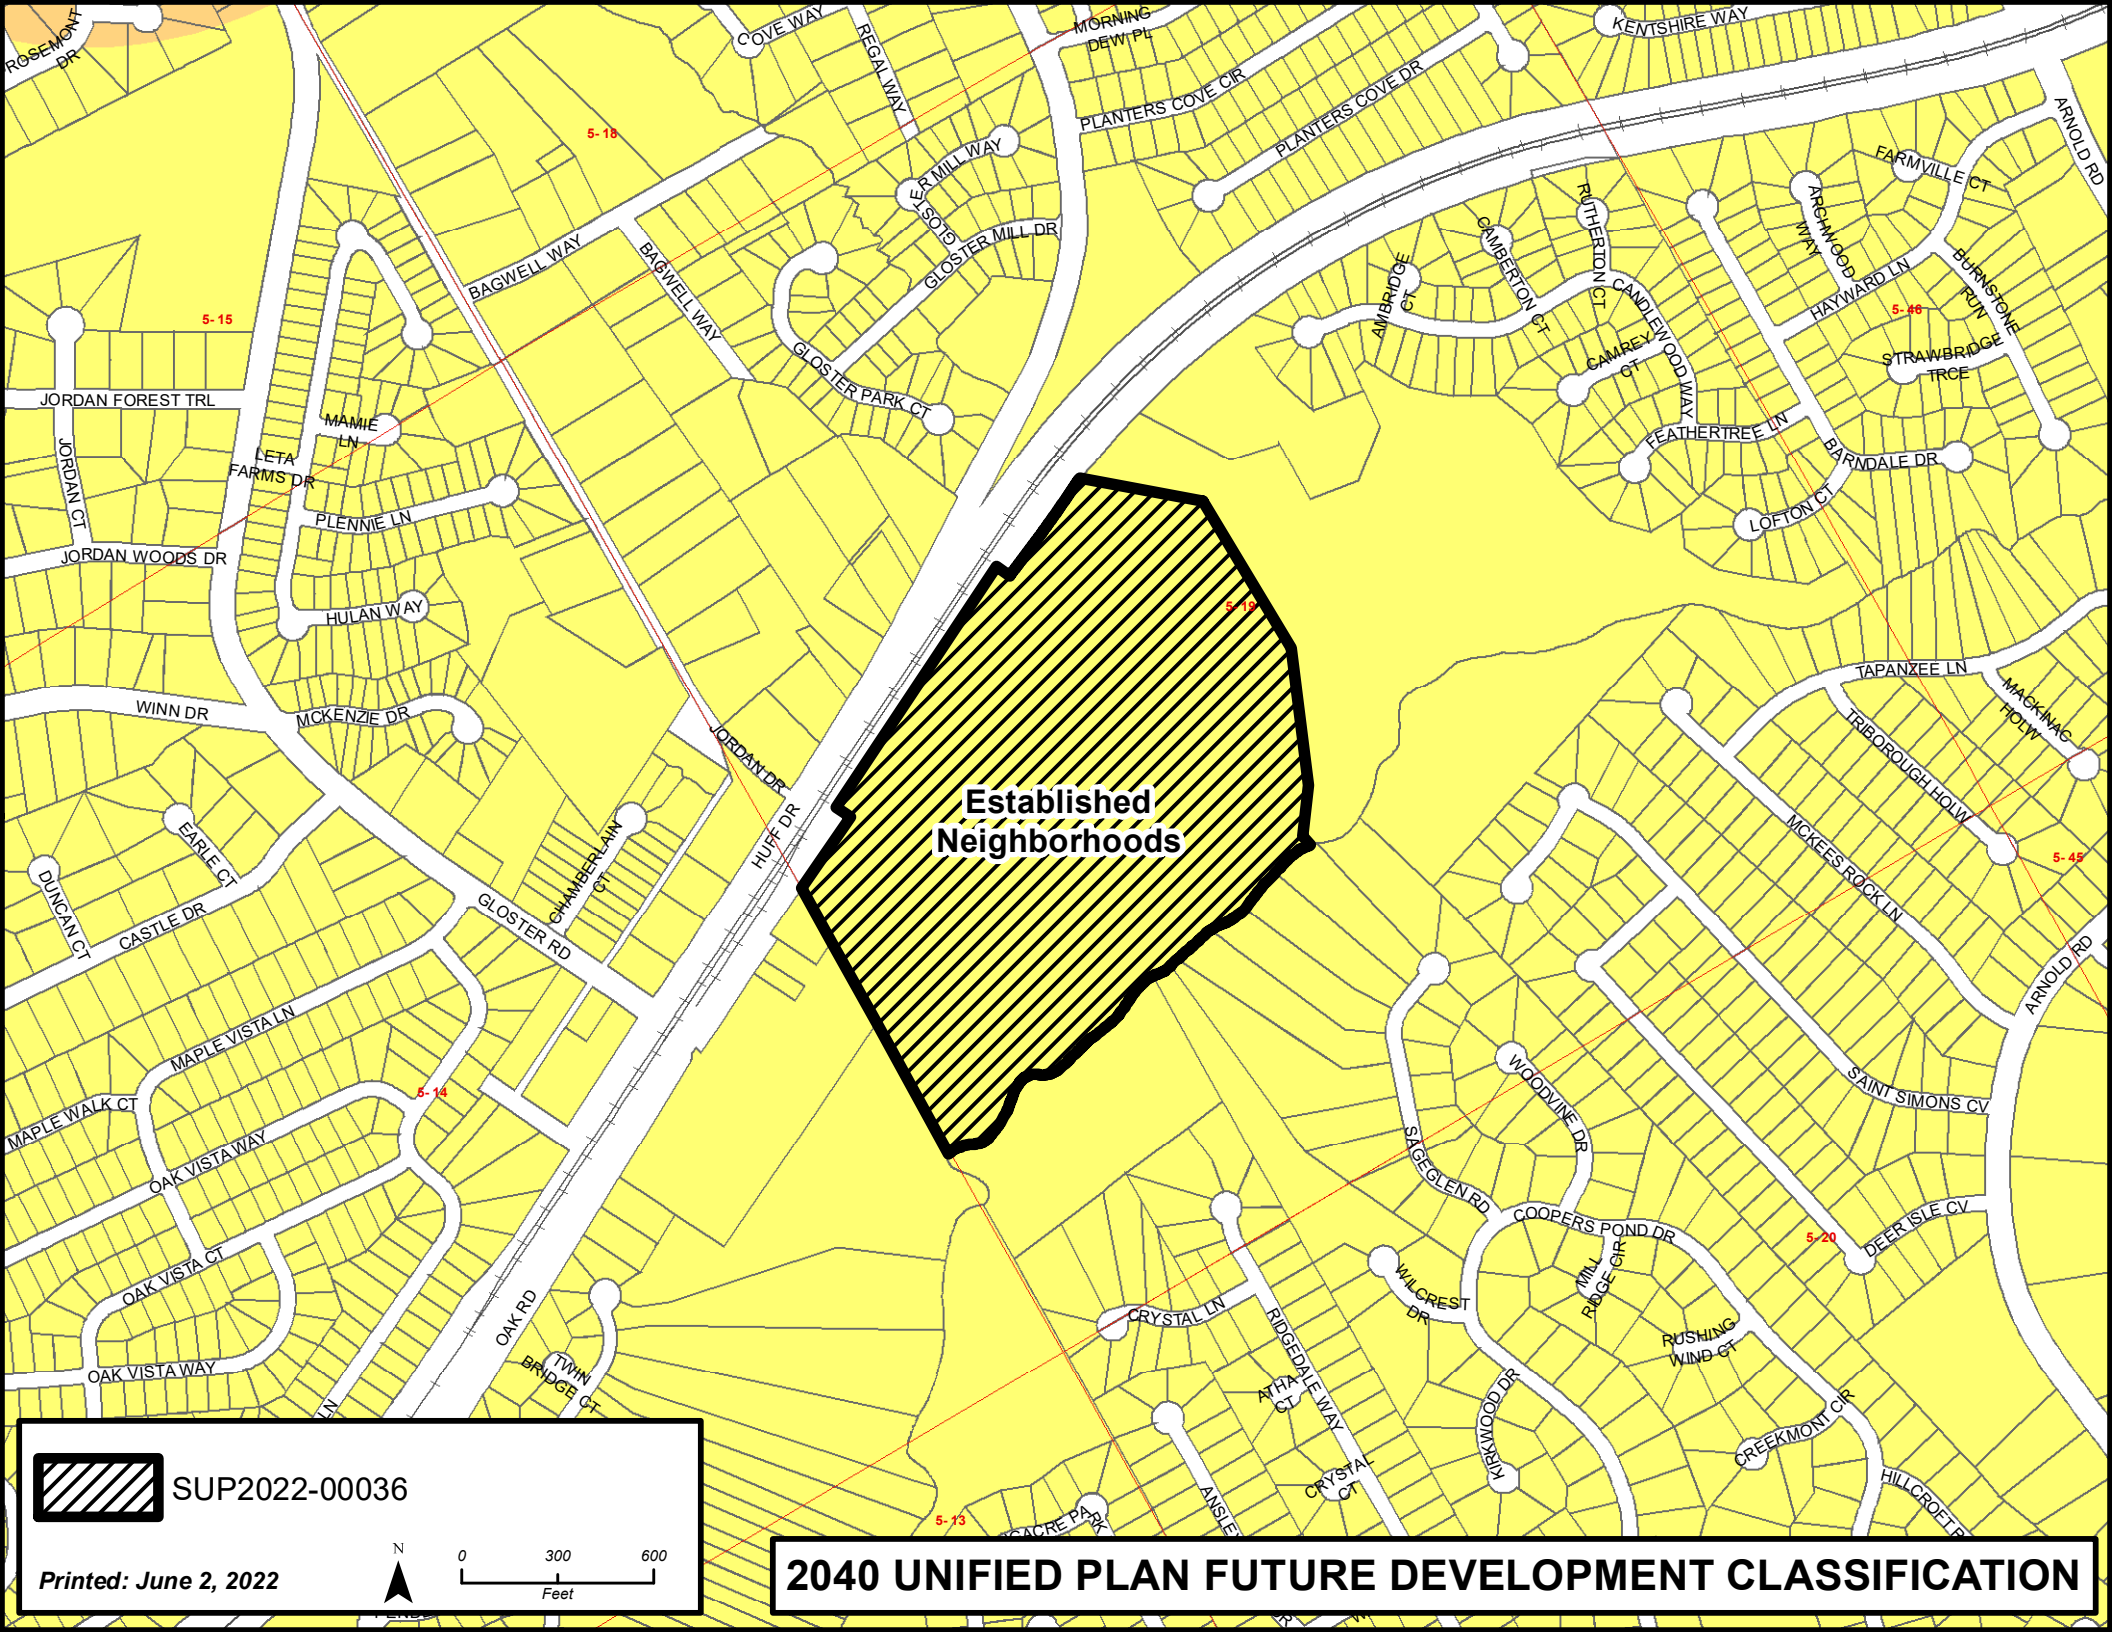 ROSEMONT
DR
COVE WAY
REGAL WAY
MORNING
DEW PL
KENTSHIRE WAY
PLANTERS COVE CIR
PLANTERS COVE DR
ARNOLD RD
5-18
GLOSTER MILL WAY
GLOSTER MILL DR
FARMVILLE CT
ARCHWOOD
WAY
RUTHERTON CT
CAMBERTON CT
AMBRIDGE
CT
CANDLEWOOD WAY
HAYWARD LN
BURNSTONE
RUN
5-46
STRAWBRIDGE
TRCE
CAMREY
CT
FEATHERTREE LN
BARNDALE DR
LOFTON CT
BAGWELL WAY
BAGWELL WAY
GLOSTER PARK CT
5-15
JORDAN FOREST TRL
JORDAN CT
MAMIE
LN
LETA
FARMS DR
PLENNIE LN
JORDAN WOODS DR
HULAN WAY
WINN DR
MCKENZIE DR
JORDAN DR
HUFF DR
5-19
TAPANZEE LN
MACKINAC
HOLW
TRIBOROUGH HOLW
MCKEES ROCK LN
5-45
ARNOLD RD
Established
Neighborhoods
EARLE CT
DUNCAN CT
CASTLE DR
CHAMBERLAIN
CT
GLOSTER RD
MAPLE VISTA LN
MAPLE WALK CT
5-14
OAK VISTA WAY
OAK VISTA CT
OAK VISTA WAY
OAK RD
TWIN
BRIDGE CT
LN
WOODVINE DR
SAGEGLEN RD
SAINT SIMONS CV
COOPERS POND DR
DEER ISLE CV
5-20
MILL
RIDGE CIR
WILCREST
DR
RUSHING
WIND CT
CRYSTAL LN
RIDGEDALE WAY
ATHA
CT
KIRKWOOD DR
CREEKMONT CIR
CRYSTAL
CT
HILLCROFT
5-13
GACRE PA
RK
ANSLE
SUP2022-00036
Printed: June 2, 2022
N
0 300 600
Feet
2040 UNIFIED PLAN FUTURE DEVELOPMENT CLASSIFICATION